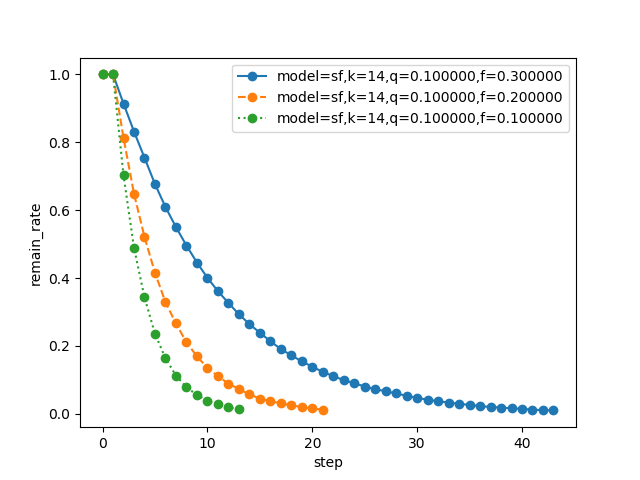 model=sf,k=14,q=0.100000,f=0.300000
model=sf,k=14,q=0.100000,f=0.200000
model=sf,k=14,q=0.100000,f=0.100000
remain_rate
1.0
0.8
0.6
0.4
0.2
0.0
0 10 20 30 40
step